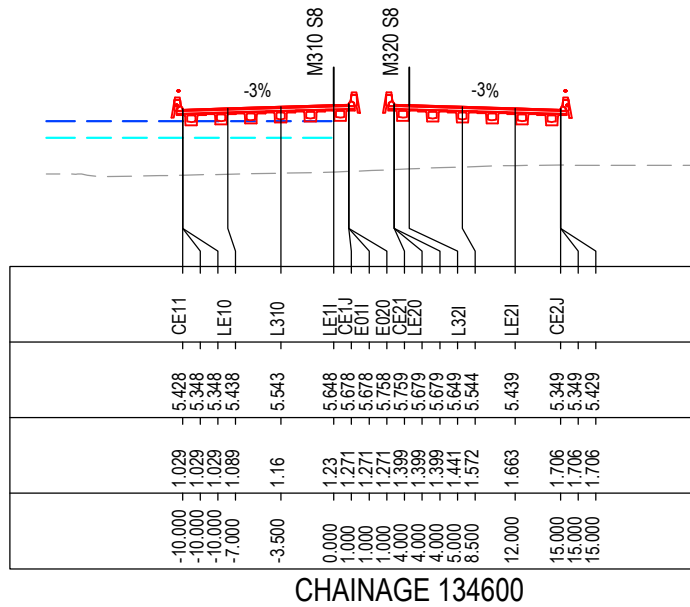 M310 S8
M320 S8
-3%
-3%
CE11 LE10 L310 LE1I CE1J E01I E020 CE21 LE20 L32I LE2I CE2J
5.428 5.348 5.348 5.438 5.543 5.648 5.678 5.678 5.758 5.759 5.679 5.679 5.649 5.544 5.439 5.349 5.349 5.429
1.029 1.029 1.029 1.089 1.16 1.23 1.271 1.271 1.271 1.399 1.399 1.399 1.441 1.572 1.663 1.706 1.706 1.706
-10.000 -10.000 -10.000 -7.000 -3.500 0.000 1.000 1.000 1.000 4.000 4.000 4.000 5.000 8.500 12.000 15.000 15.000 15.000
CHAINAGE 134600